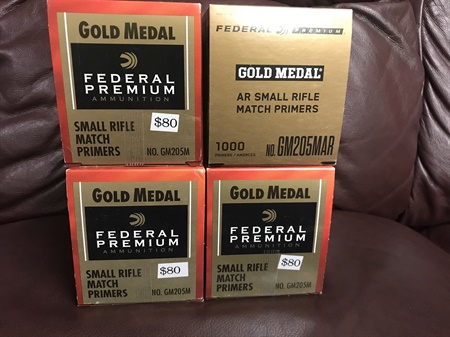 GOLD MEDAL
FEDERAL
PREMIUM
AMMUNITION
$80
SMALL RIFLE
MATCH
PRIMERS
NO. GM205M
FEDERAL PREMIUM
GOLD MEDAL
AR SMALL RIFLE
MATCH PRIMERS
1000
NO. GM205MAR
GOLD MEDAL
FEDERAL
PREMIUM
AMMUNITION
SMALL RIFLE
MATCH
PRIMERS
$80
NO. GM205M
GOLD MEDAL
FEDERAL
PREMIUM
AMMUNITION
SMALL RIFLE
MATCH
PRIMERS
$80
NO. GM205M